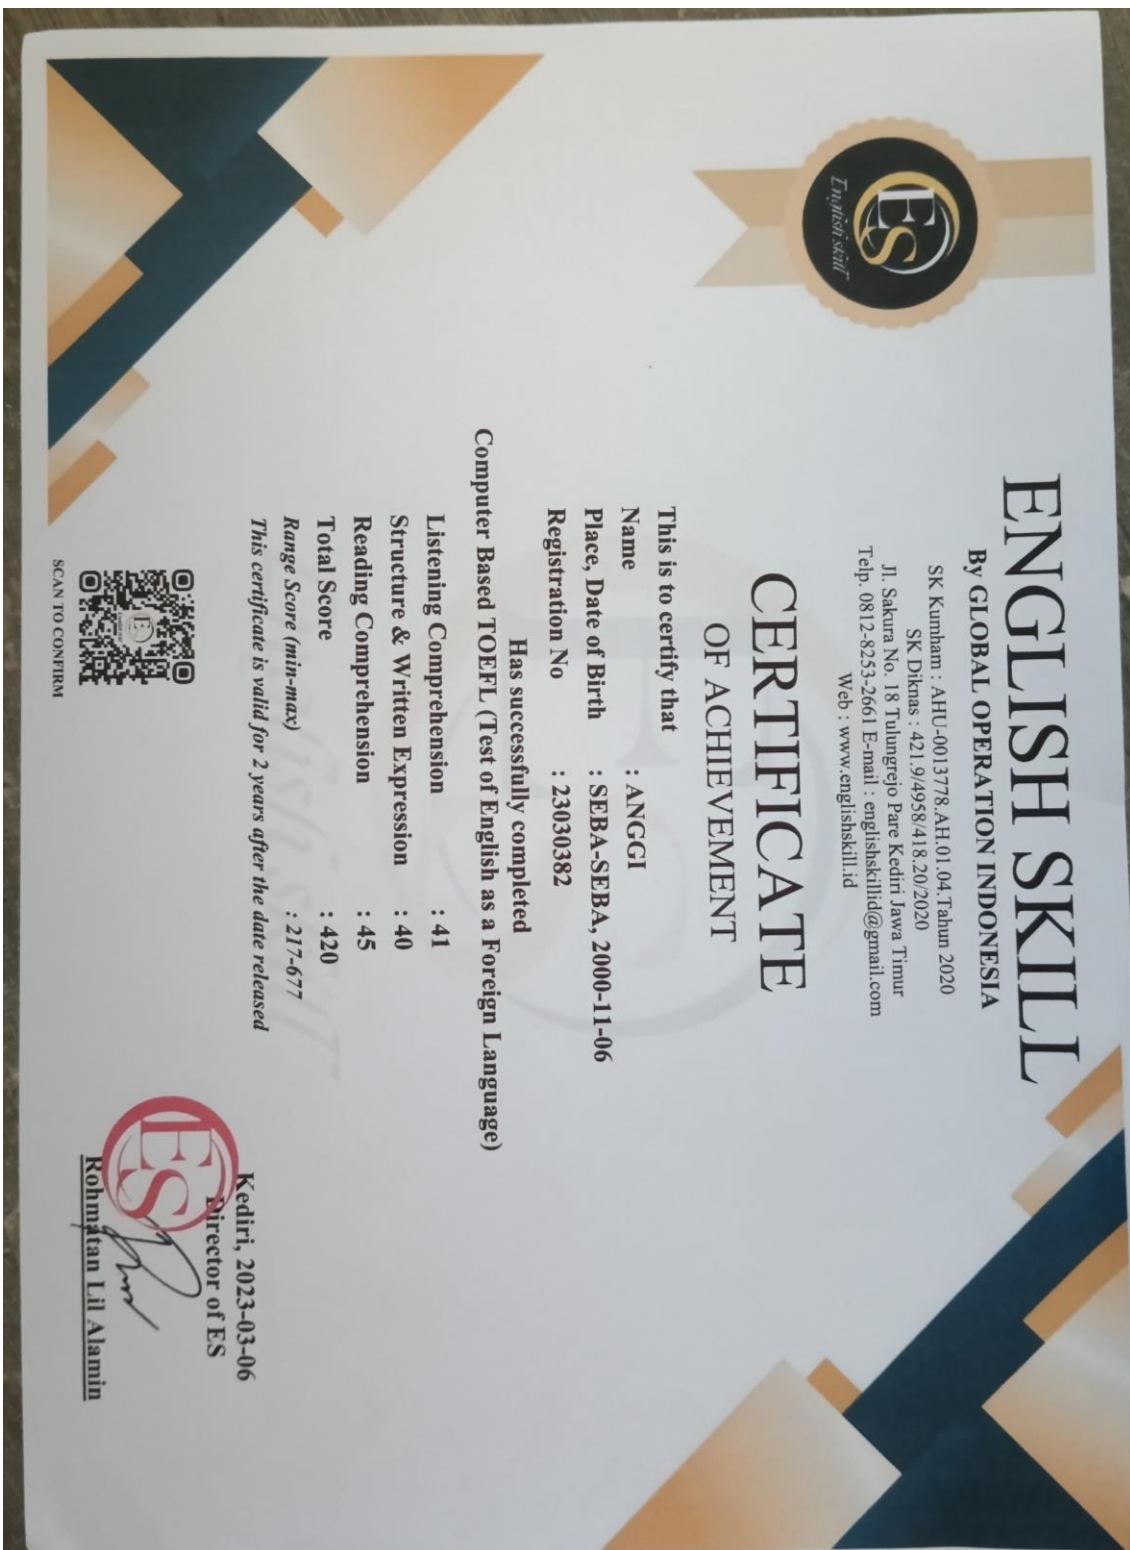 ES
English skill
ENGLISH SKILL
By GLOBAL OPERATION INDONESIA
SK Kumham : AHU-0013778.AH.01.04.Tahun 2020
SK Diknas : 421.9/4958/418.20/2020
Jl. Sakura No. 18 Tulungrejo Pare Kediri Jawa Timur
Telp. 0812-8253-2661 E-mail : englishskillid@gmail.com
Web : www.englishskill.id
CERTIFICATE
OF ACHIEVEMENT
This is to certify that
Name : ANGGI
Place, Date of Birth : SEBA-SEBA, 2000-11-06
Registration No : 23030382
Has successfully completed
Computer Based TOEFL (Test of English as a Foreign Language)
Listening Comprehension : 41
Structure & Written Expression : 40
Reading Comprehension : 45
Total Score : 420
Range Score (min-max) : 217-677
This certificate is valid for 2 years after the date released
SCAN TO CONFIRM
Kediri, 2023-03-06
Director of ES
ES
Rohmatan Lil Alamin